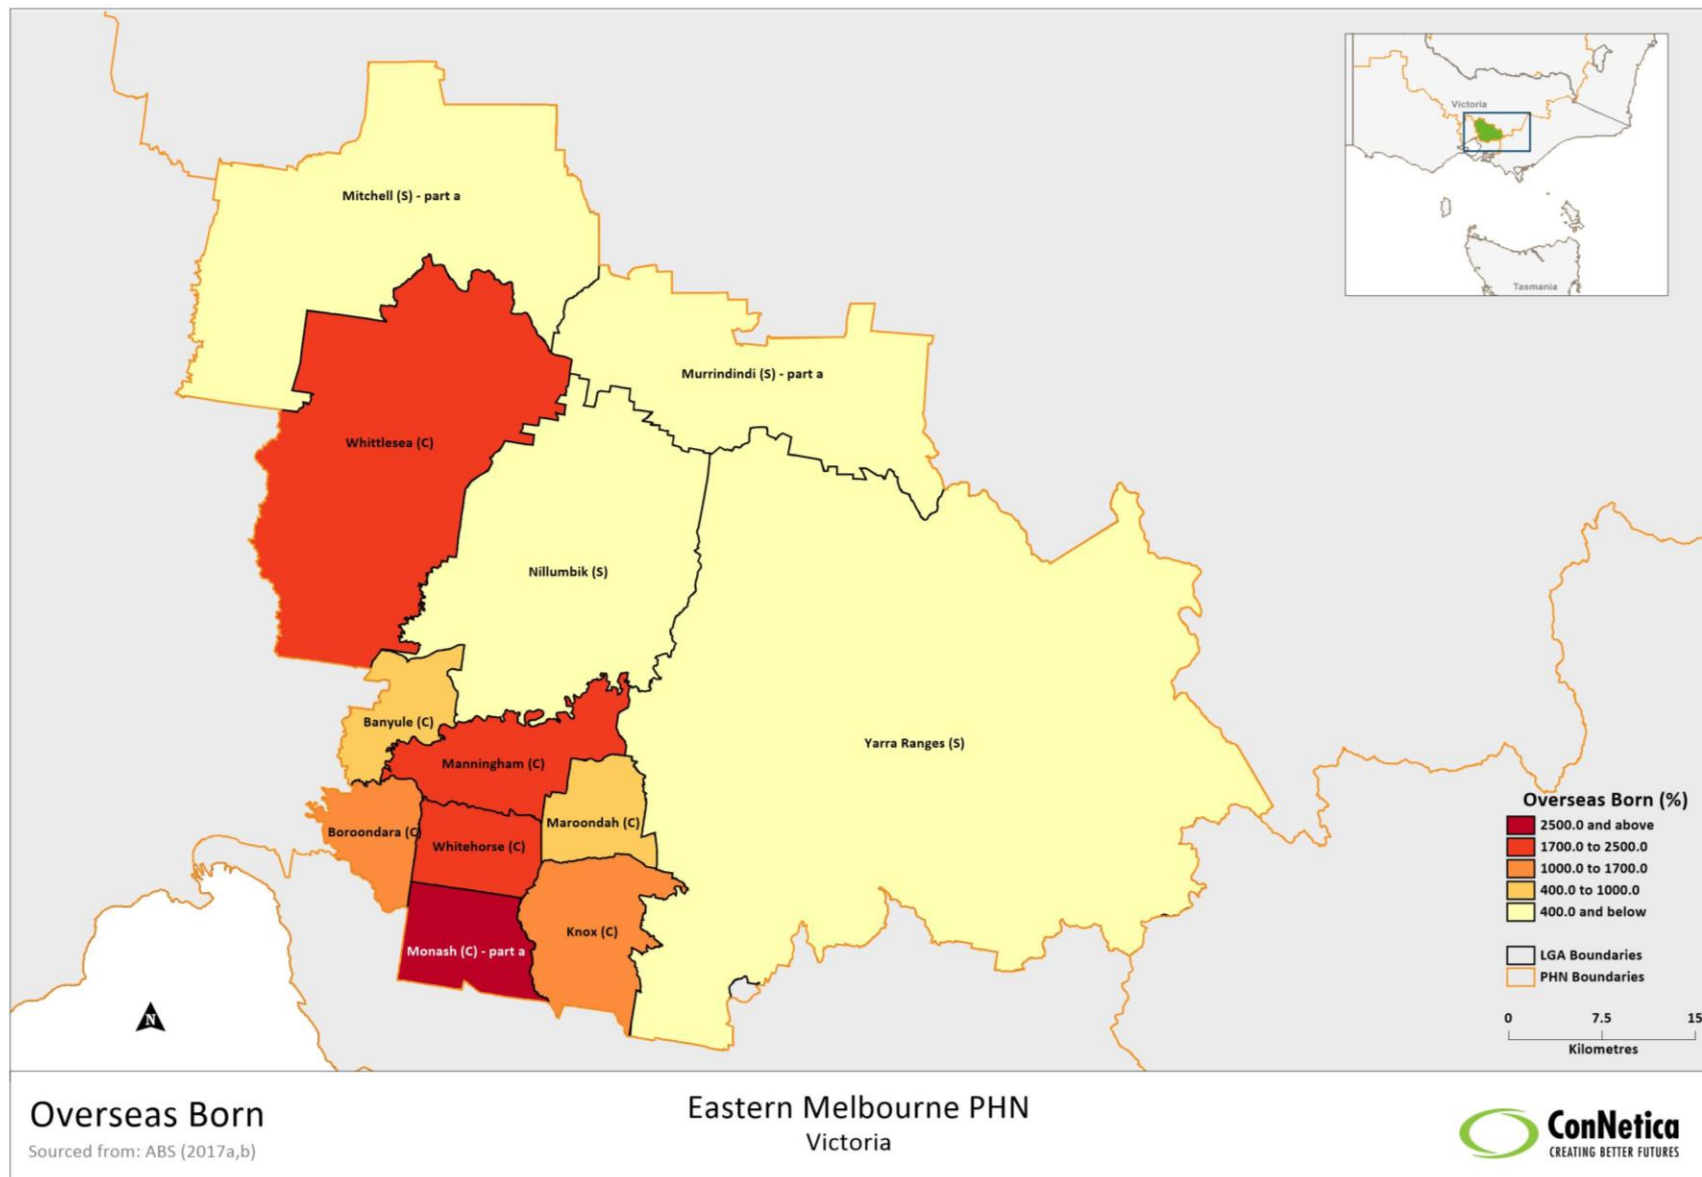 Victoria
Tasmania
Mitchell (S) - part a
Murrindindi (S) - part a
Whittlesea (C)
Nillumbik (S)
Banyule (C)
Yarra Ranges (S)
Manningham (C)
Maroondah (C)
Boroondara (C)
Whitehorse (C)
Knox (C)
Monash (C) - part a
Overseas Born (%)
2500.0 and above
1700.0 to 2500.0
1000.0 to 1700.0
400.0 to 1000.0
400.0 and below
LGA Boundaries
PHN Boundaries
0 7.5 15
Kilometres
N
Overseas Born
Sourced from: ABS (2017a,b)
Eastern Melbourne PHN
Victoria
ConNetica
CREATING BETTER FUTURES